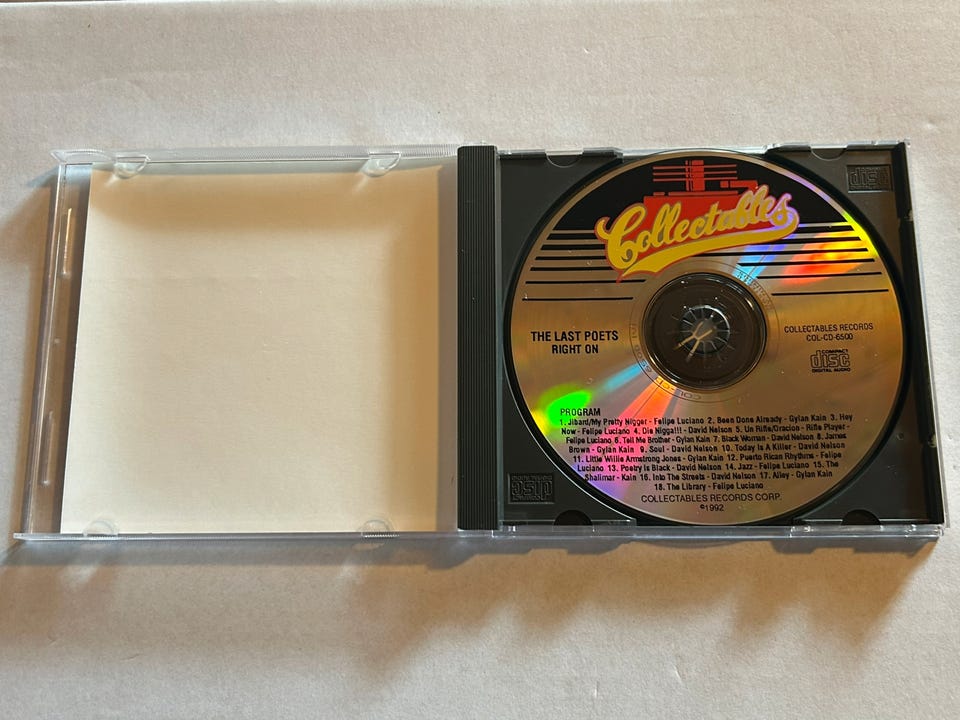 Collectables
THE LAST POETS
RIGHT ON
COLLECTABLES RECORDS
COL-CD-6500
COMPACT
disc
DIGITAL AUDIO
PROGRAM
1. Jibard/My Pretty Nigger - Felipe Luciano 2. Been Done Already - Gylan Kain 3. Hey
Now - Felipe Luciano 4. Die Nigga!!! - David Nelson 5. Un Rifle/Oracion - Rifle Player -
Felipe Luciano 6. Tell Me Brother - Gylan Kain 7. Black Woman - David Nelson 8. James
Brown - Gylan Kain 9. Soul - David Nelson 10. Today Is A Killer - David Nelson
11. Little Willie Armstrong Jones - Gylan Kain 12. Puerto Rican Rhythms - Felipe
Luciano 13. Poetry Is Black - David Nelson 14. Jazz - Felipe Luciano 15. The
Shalimar - Kain 16. Into The Streets - David Nelson 17. Alley - Gylan Kain
18. The Library - Felipe Luciano
COLLECTABLES RECORDS CORP.
©1992
disc
disc